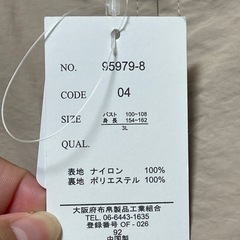 NO. 95979-8
CODE 04
SIZE バスト 100~108
身長 154~162
3L
QUAL.
表地 ナイロン 100%
裏地 ポリエステル 100%
大阪府布帛製品工業組合
TEL. 06-6443-1635
登録番号 OF - 026
92
中国製